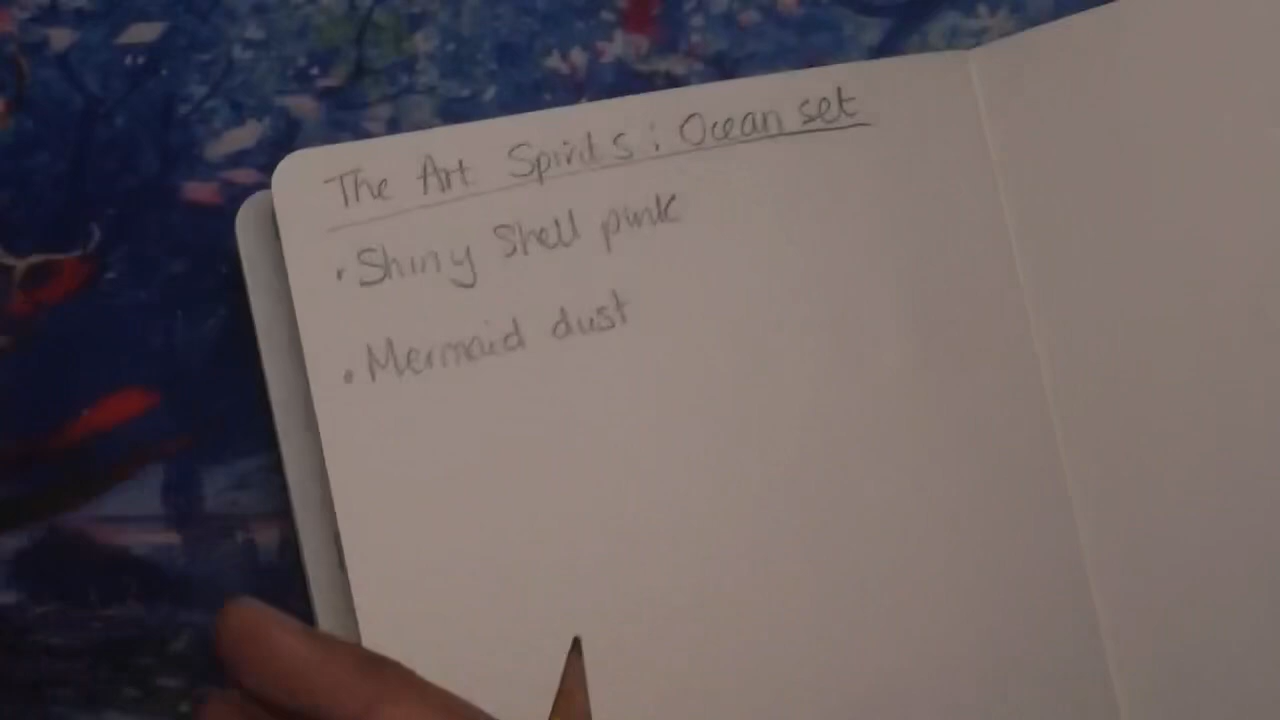 The Art Spirits : Ocean set
• Shiny Shell pink
• Mermaid dust